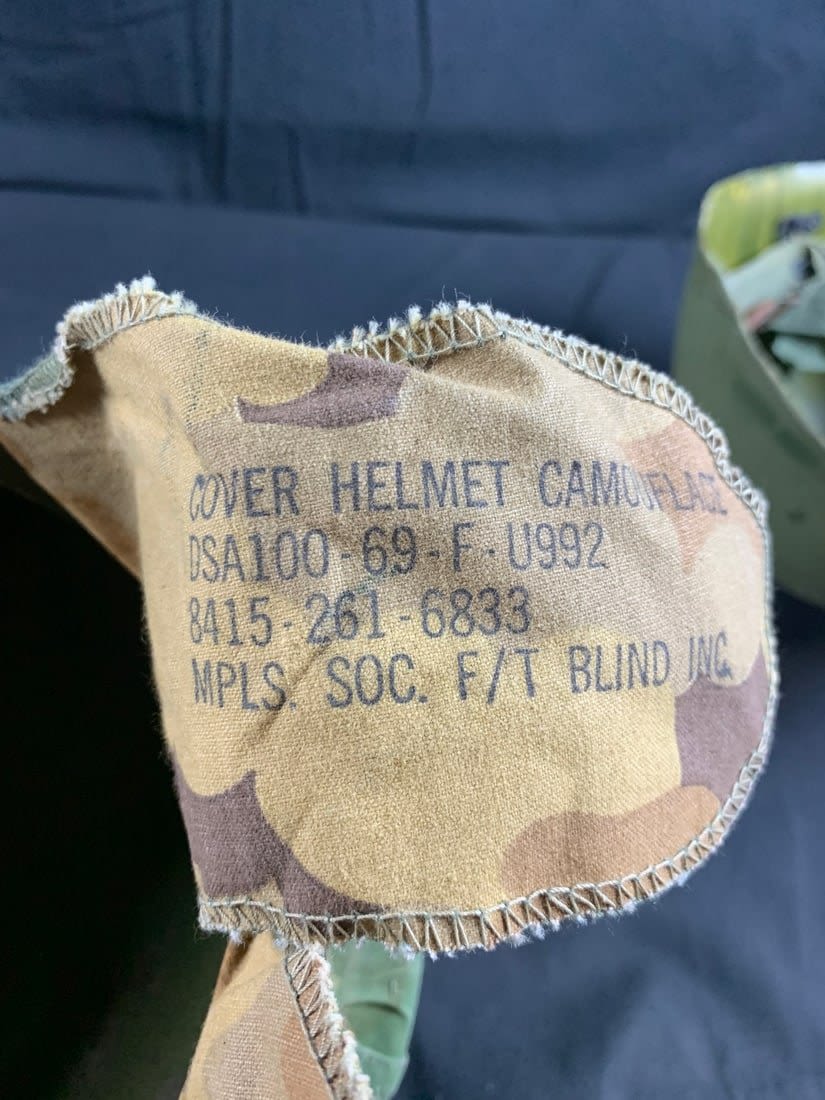 COVER HELMET CAMOUFLAGE
DSA100-69-F-U992
8415-261-6833
MPLS. SOC. F/T BLIND INC.